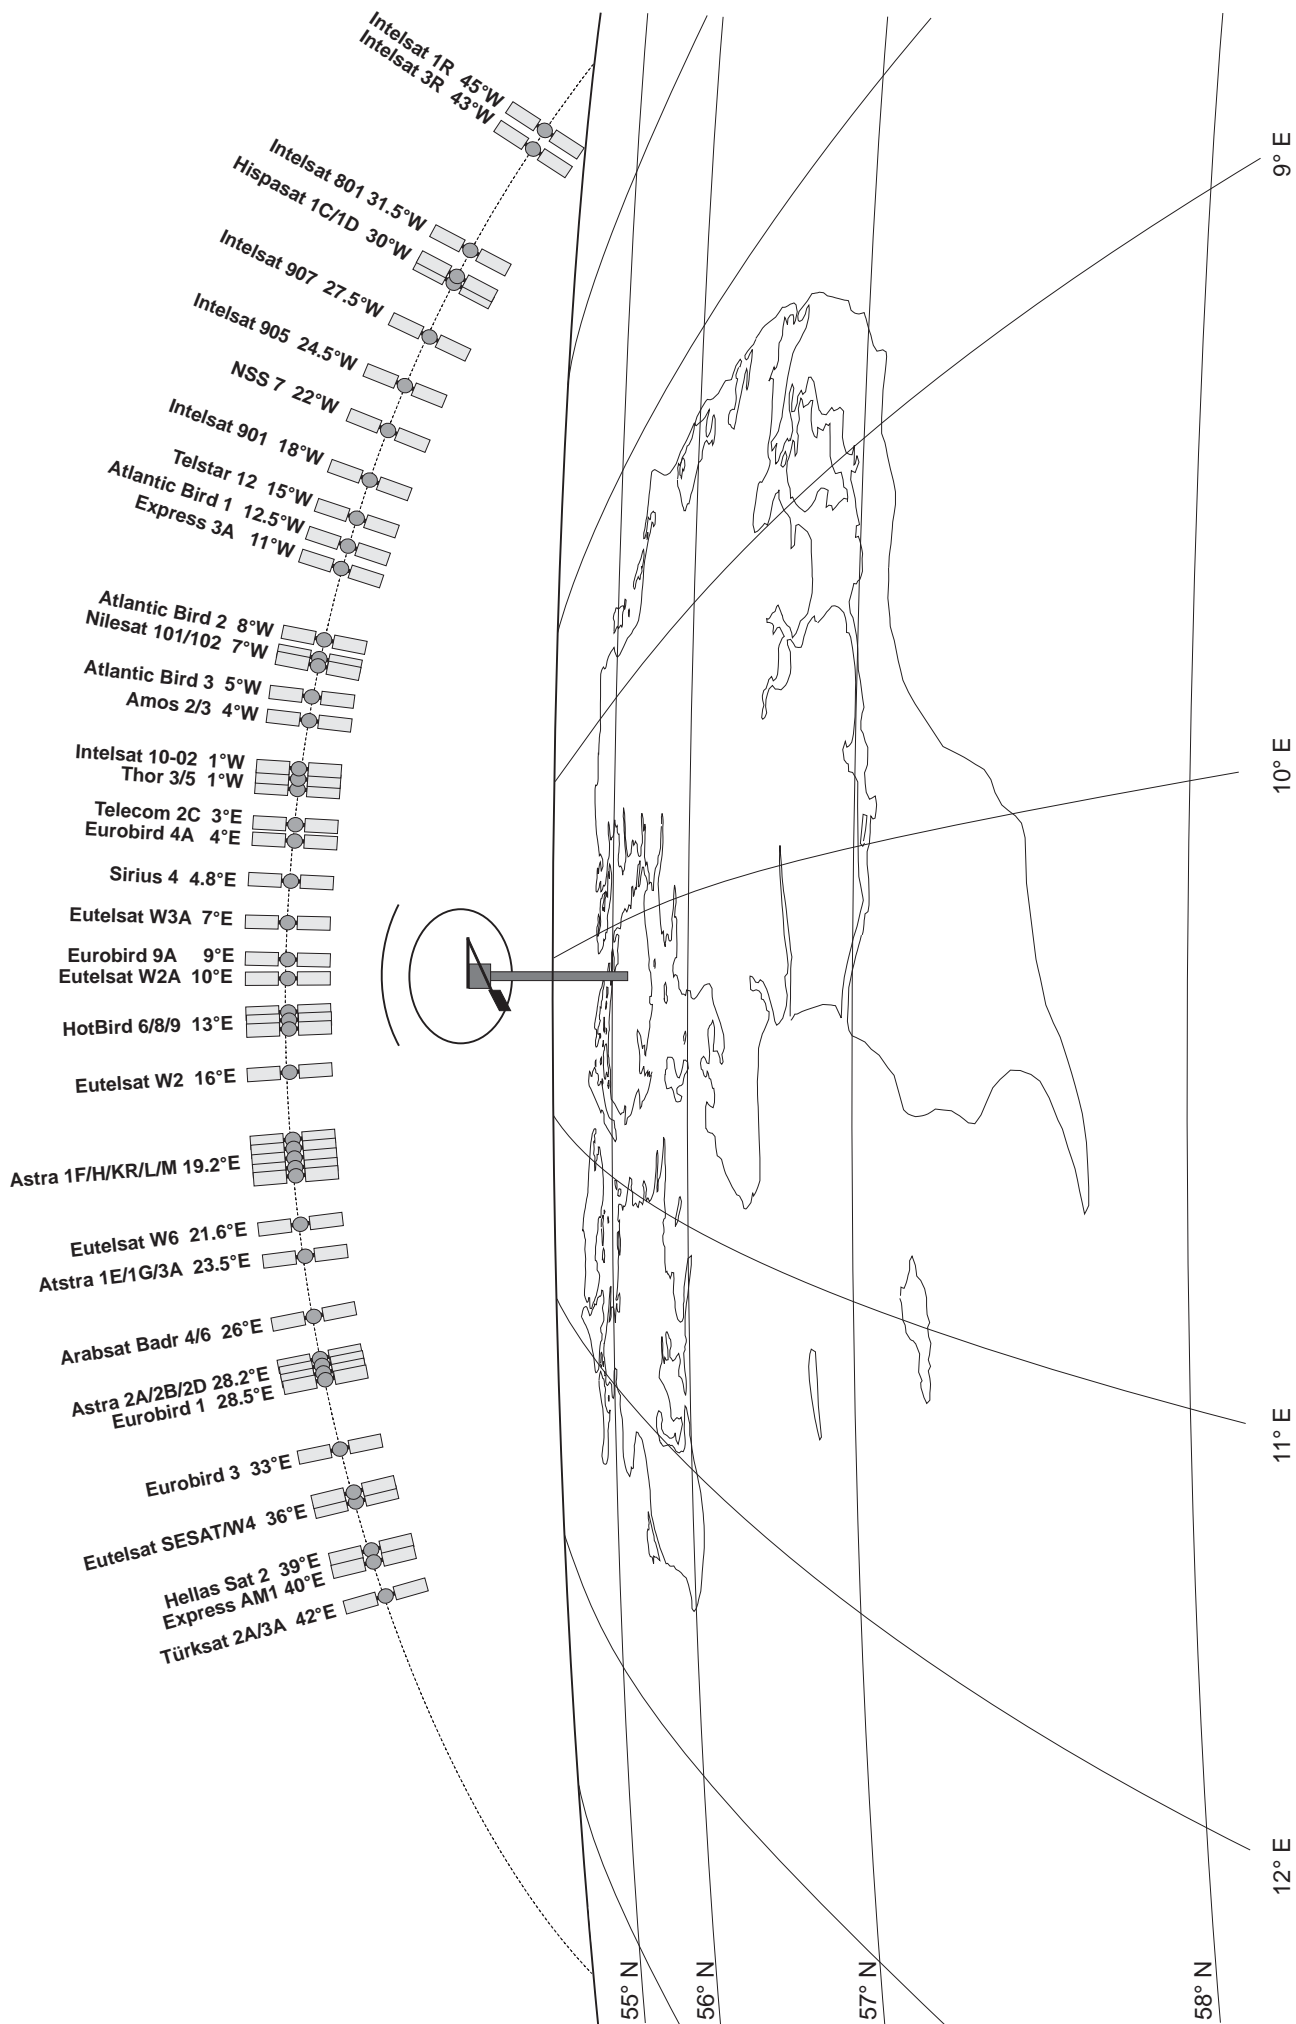 Intelsat 1R 45°W
Intelsat 3R 43°W
Intelsat 801 31.5°W
Hispasat 1C/1D 30°W
Intelsat 907 27.5°W
Intelsat 905 24.5°W
NSS 7 22°W
Intelsat 901 18°W
Telstar 12 15°W
Atlantic Bird 1 12.5°W
Express 3A 11°W
Atlantic Bird 2 8°W
Nilesat 101/102 7°W
Atlantic Bird 3 5°W
Amos 2/3 4°W
Intelsat 10-02 1°W
Thor 3/5 1°W
Telecom 2C 3°E
Eurobird 4A 4°E
Sirius 4 4.8°E
Eutelsat W3A 7°E
Eurobird 9A 9°E
Eutelsat W2A 10°E
HotBird 6/8/9 13°E
Eutelsat W2 16°E
Astra 1F/H/KR/L/M 19.2°E
Eutelsat W6 21.6°E
Atstra 1E/1G/3A 23.5°E
Arabsat Badr 4/6 26°E
Astra 2A/2B/2D 28.2°E
Eurobird 1 28.5°E
Eurobird 3 33°E
Eutelsat SESAT/W4 36°E
Hellas Sat 2 39°E
Express AM1 40°E
Türksat 2A/3A 42°E
9° E
10° E
11° E
12° E
55° N
56° N
57° N
58° N